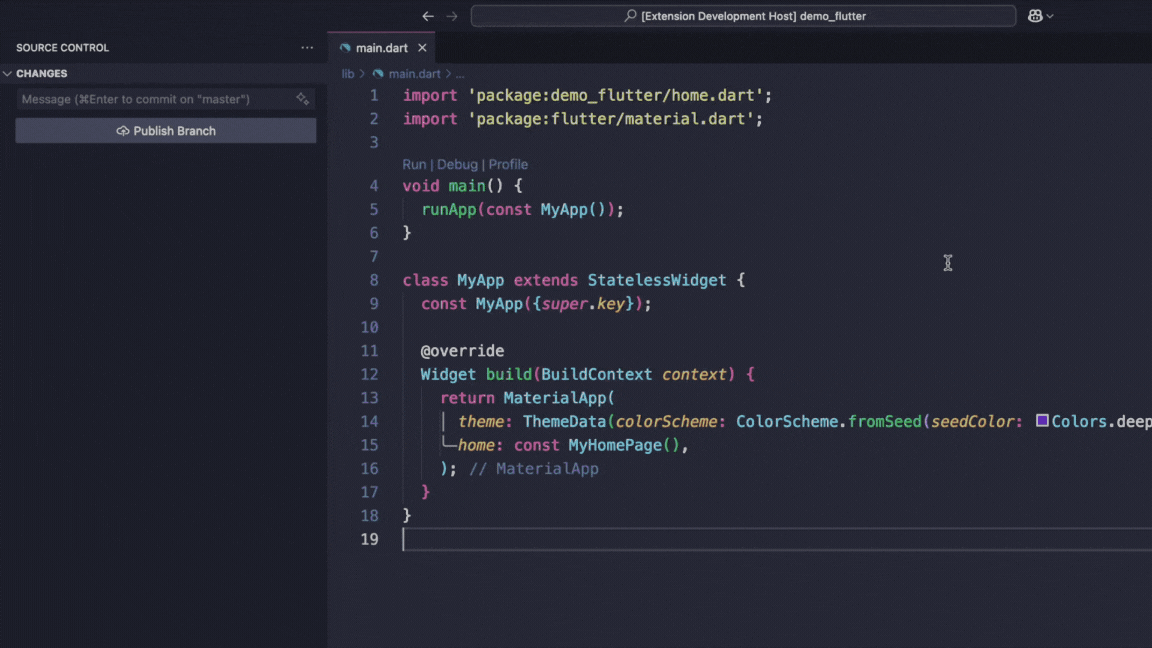 [Extension Development Host] demo_flutter
SOURCE CONTROL ...
CHANGES
Message (⌘Enter to commit on "master")
Publish Branch
main.dart
lib > main.dart > ...
1 import 'package:demo_flutter/home.dart';
2 import 'package:flutter/material.dart';
3
Run | Debug | Profile
4 void main() {
5 runApp(const MyApp());
6 }
7
8 class MyApp extends StatelessWidget {
9 const MyApp({super.key});
10
11 @override
12 Widget build(BuildContext context) {
13 return MaterialApp(
14 theme: ThemeData(colorScheme: ColorScheme.fromSeed(seedColor: Colors.deep
15 home: const MyHomePage(),
16 ); // MaterialApp
17 }
18 }
19